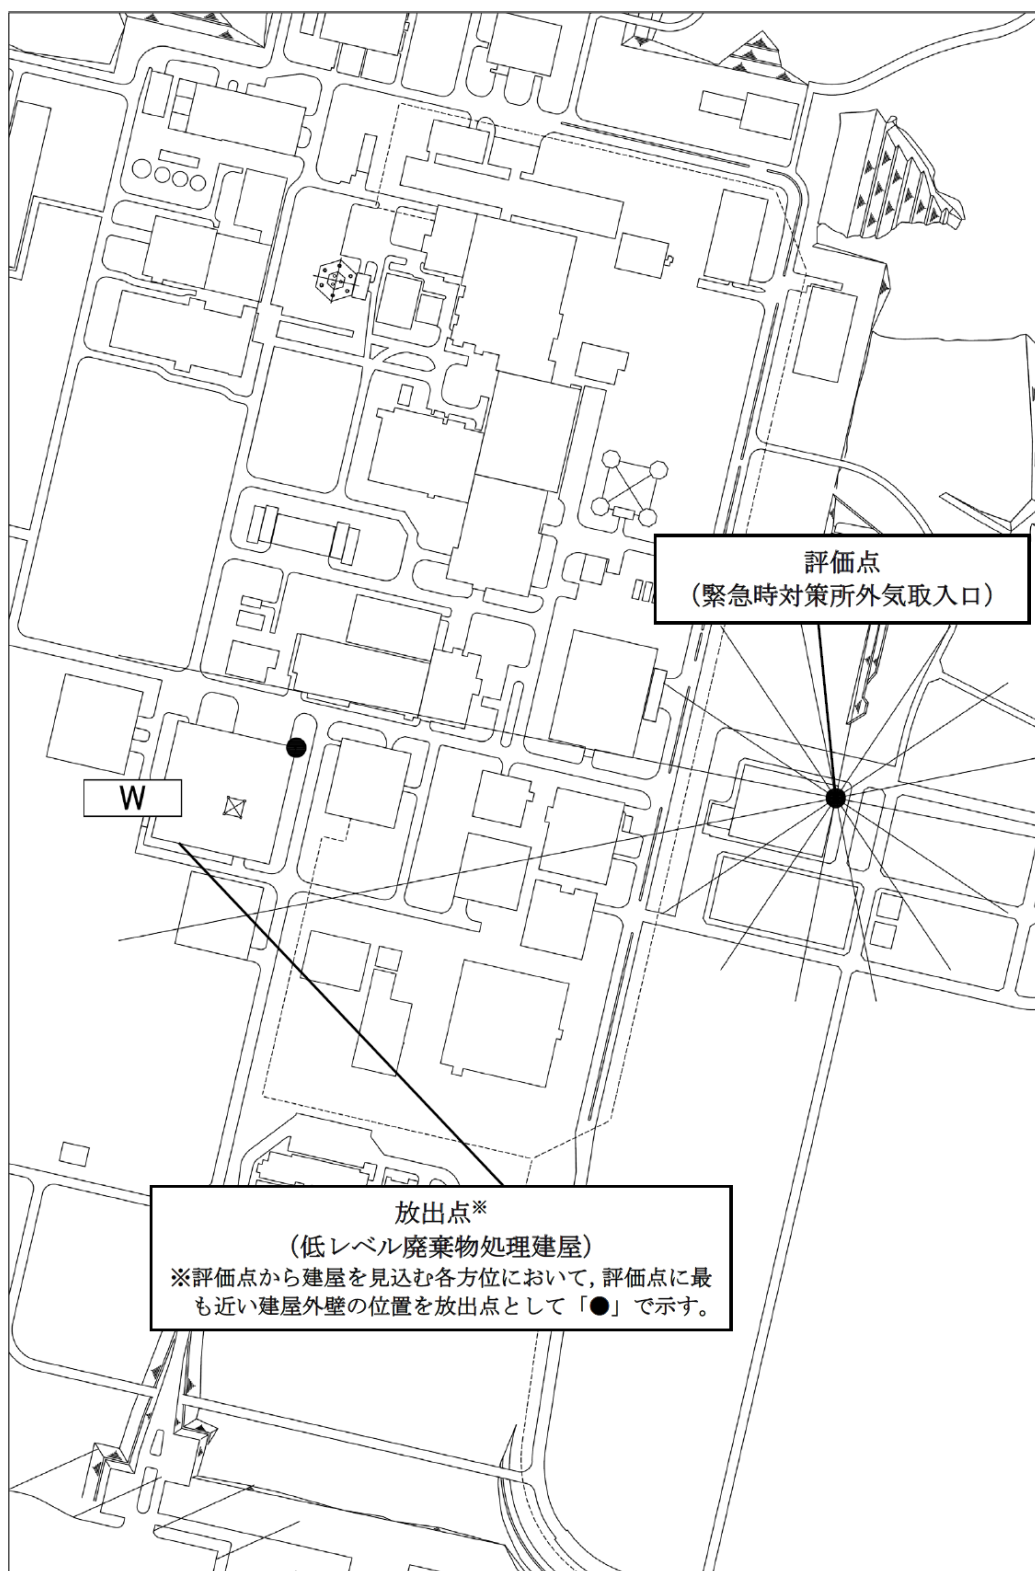 評価点
（緊急時対策所外気取入口）
W
放出点※
（低レベル廃棄物処理建屋）
※評価点から建屋を見込む各方位において，評価点に最
も近い建屋外壁の位置を放出点として「●」で示す。